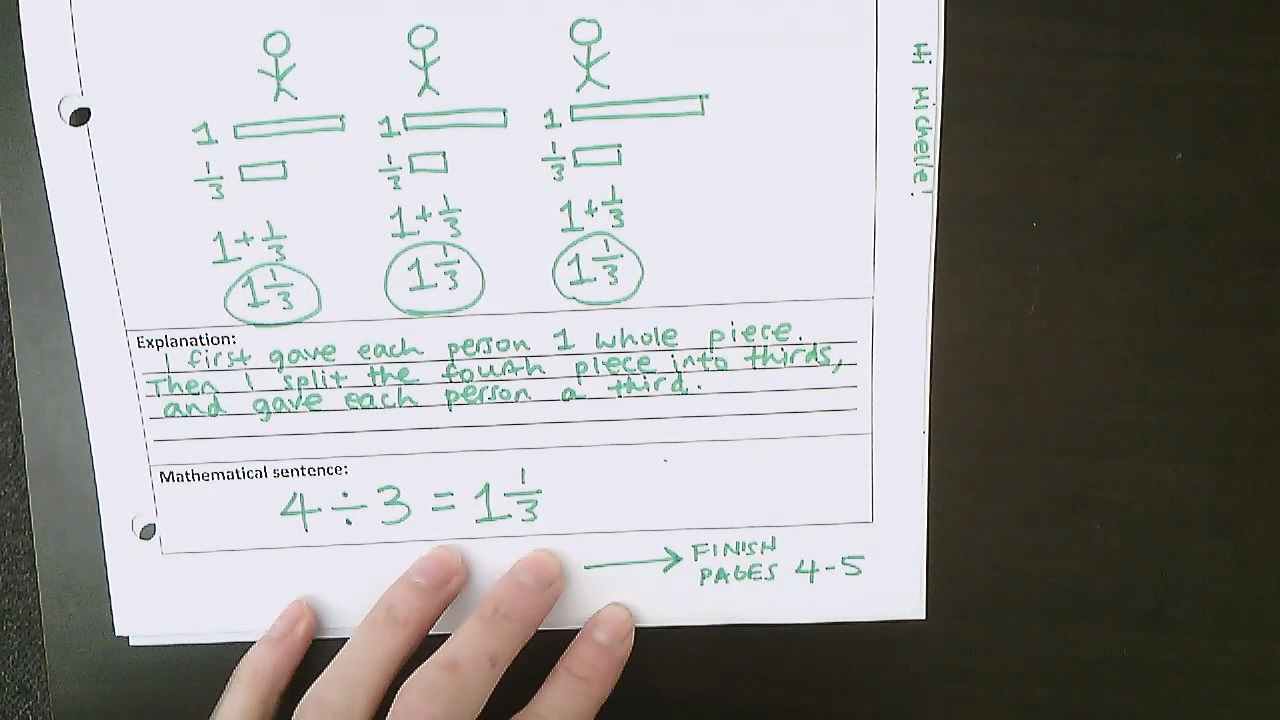 1 1 1
1/3 1/3 1/3
1 + 1/3 1 + 1/3 1 + 1/3
1 1/3 1 1/3 1 1/3
Explanation:
I first gave each person 1 whole piece.
Then I split the fourth piece into thirds,
and gave each person a third.
Mathematical sentence:
4 ÷ 3 = 1 1/3
FINISH
PAGES 4-5
Hi Michelle!